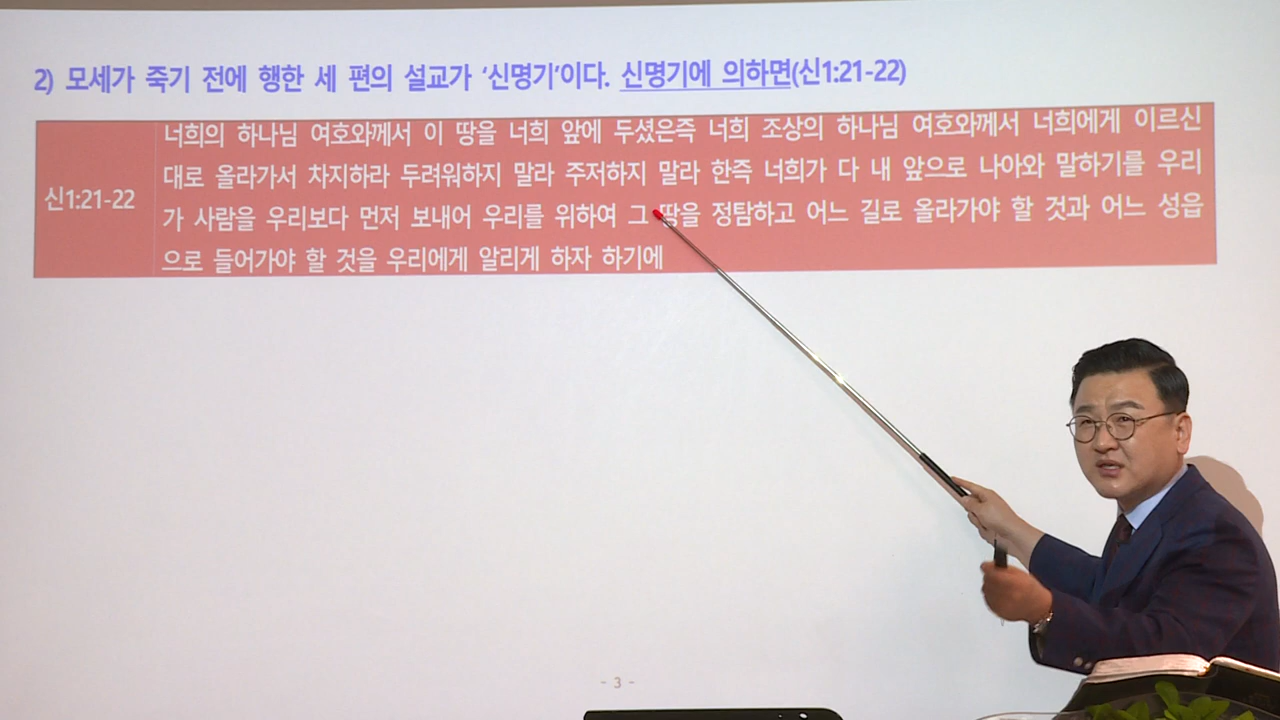 2) 모세가 죽기 전에 행한 세 편의 설교가 ‘신명기’이다. 신명기에 의하면(신1:21-22)
신1:21-22
너희의 하나님 여호와께서 이 땅을 너희 앞에 두셨은즉 너희 조상의 하나님 여호와께서 너희에게 이르신
대로 올라가서 차지하라 두려워하지 말라 주저하지 말라 한즉 너희가 다 내 앞으로 나아와 말하기를 우리
가 사람을 우리보다 먼저 보내어 우리를 위하여 그 땅을 정탐하고 어느 길로 올라가야 할 것과 어느 성읍
으로 들어가야 할 것을 우리에게 알리게 하자 하기에
- 3 -